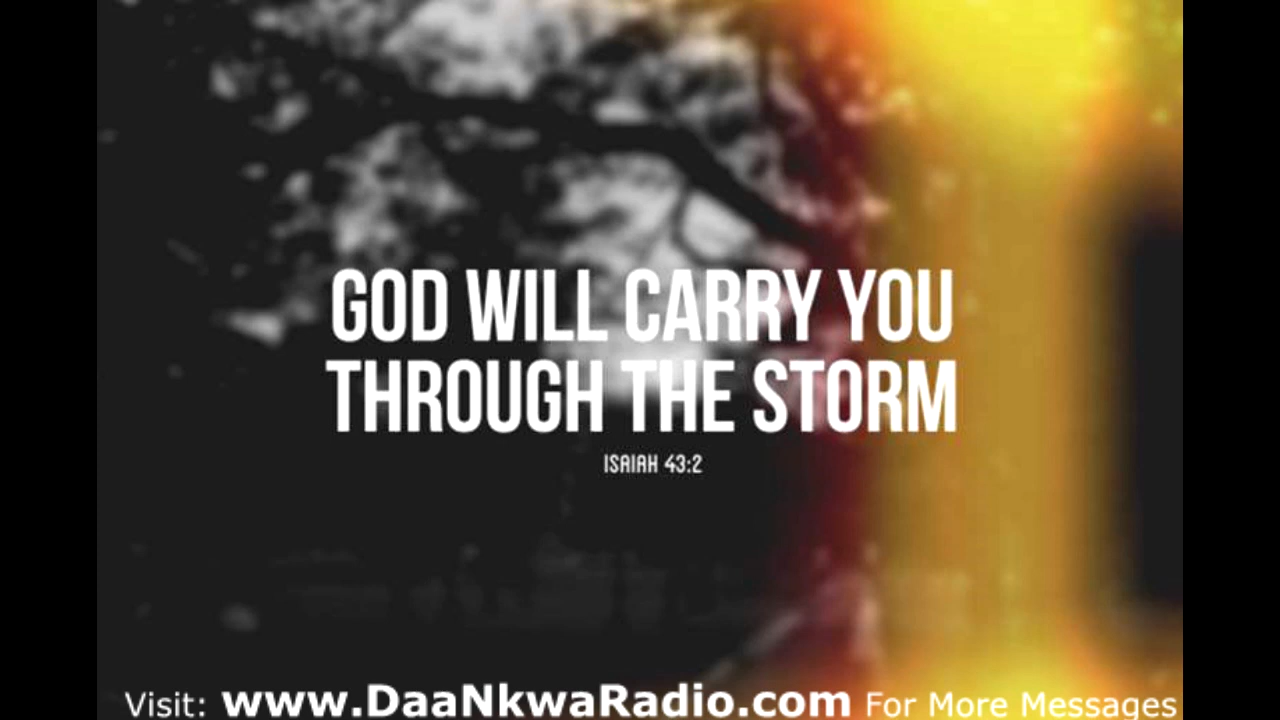 GOD WILL CARRY YOU
THROUGH THE STORM
ISAIAH 43:2
Visit: www.DaaNkwaRadio.com For More Messages